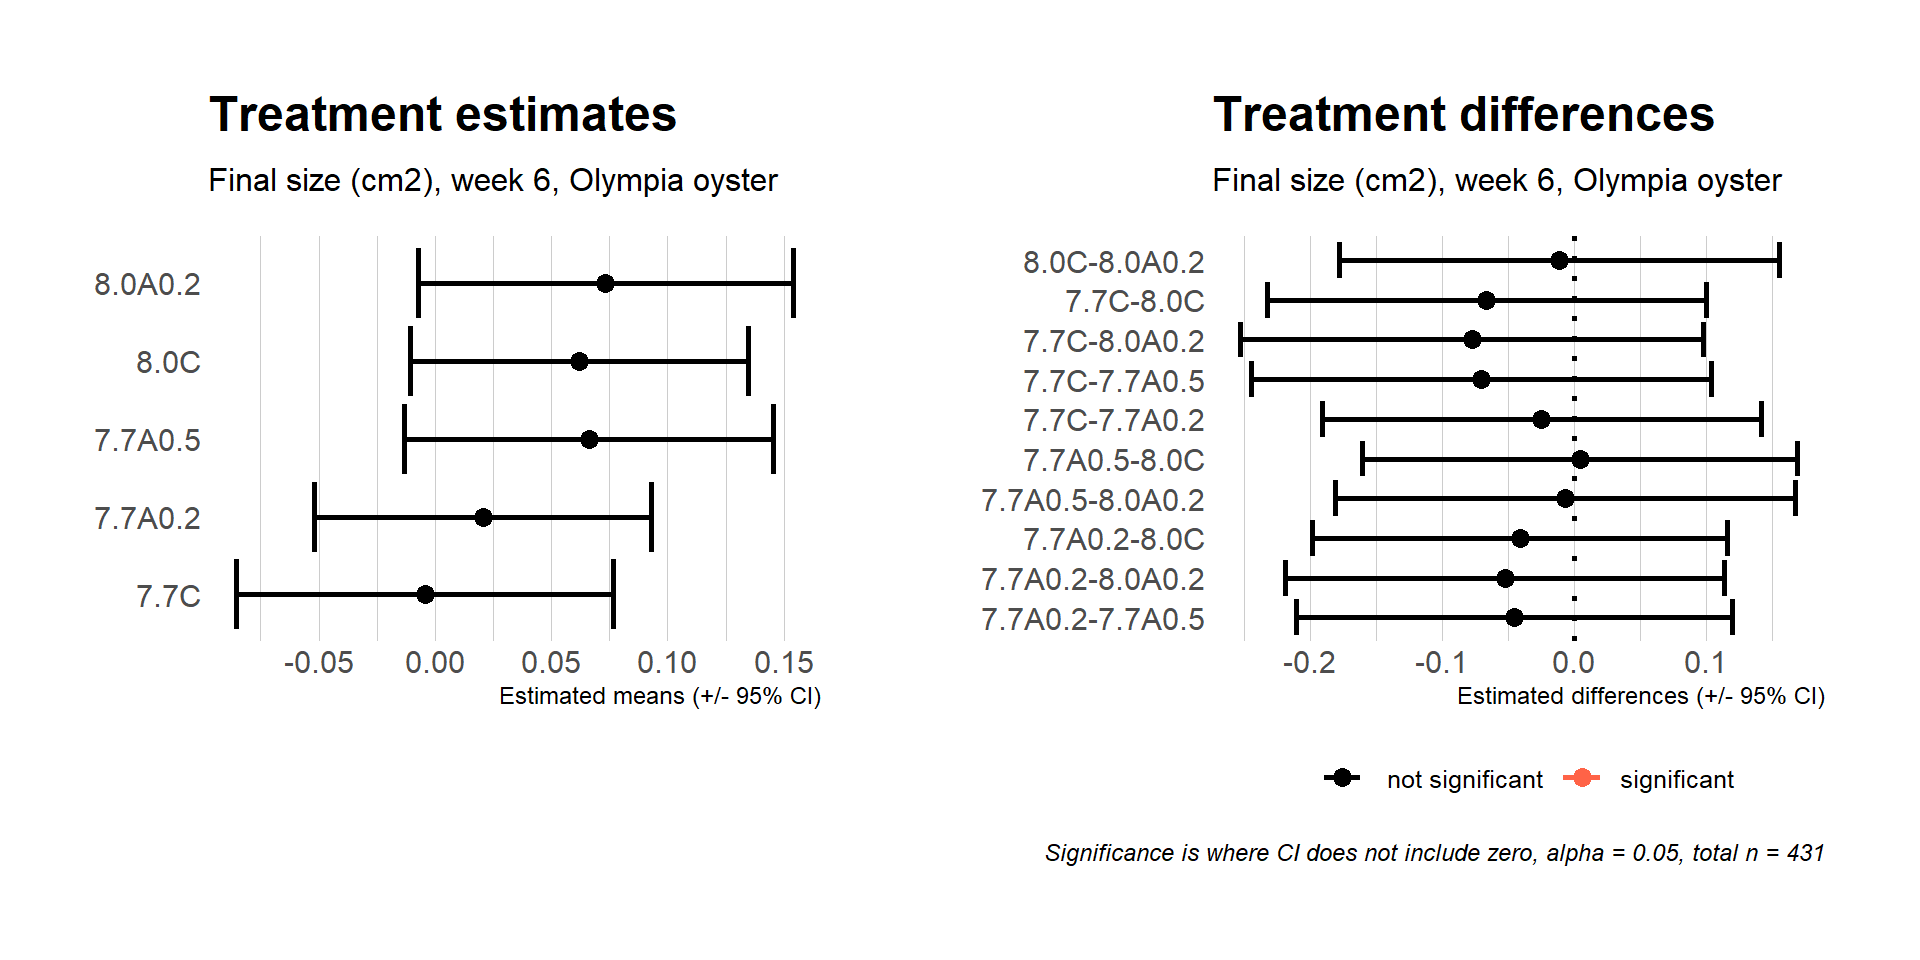 Treatment estimates
Final size (cm2), week 6, Olympia oyster
8.0A0.2
8.0C
7.7A0.5
7.7A0.2
7.7C
-0.05 0.00 0.05 0.10 0.15
Estimated means (+/- 95% CI)
Treatment differences
Final size (cm2), week 6, Olympia oyster
8.0C-8.0A0.2
7.7C-8.0C
7.7C-8.0A0.2
7.7C-7.7A0.5
7.7C-7.7A0.2
7.7A0.5-8.0C
7.7A0.5-8.0A0.2
7.7A0.2-8.0C
7.7A0.2-8.0A0.2
7.7A0.2-7.7A0.5
-0.2 -0.1 0.0 0.1
Estimated differences (+/- 95% CI)
not significant significant
Significance is where CI does not include zero, alpha = 0.05, total n = 431